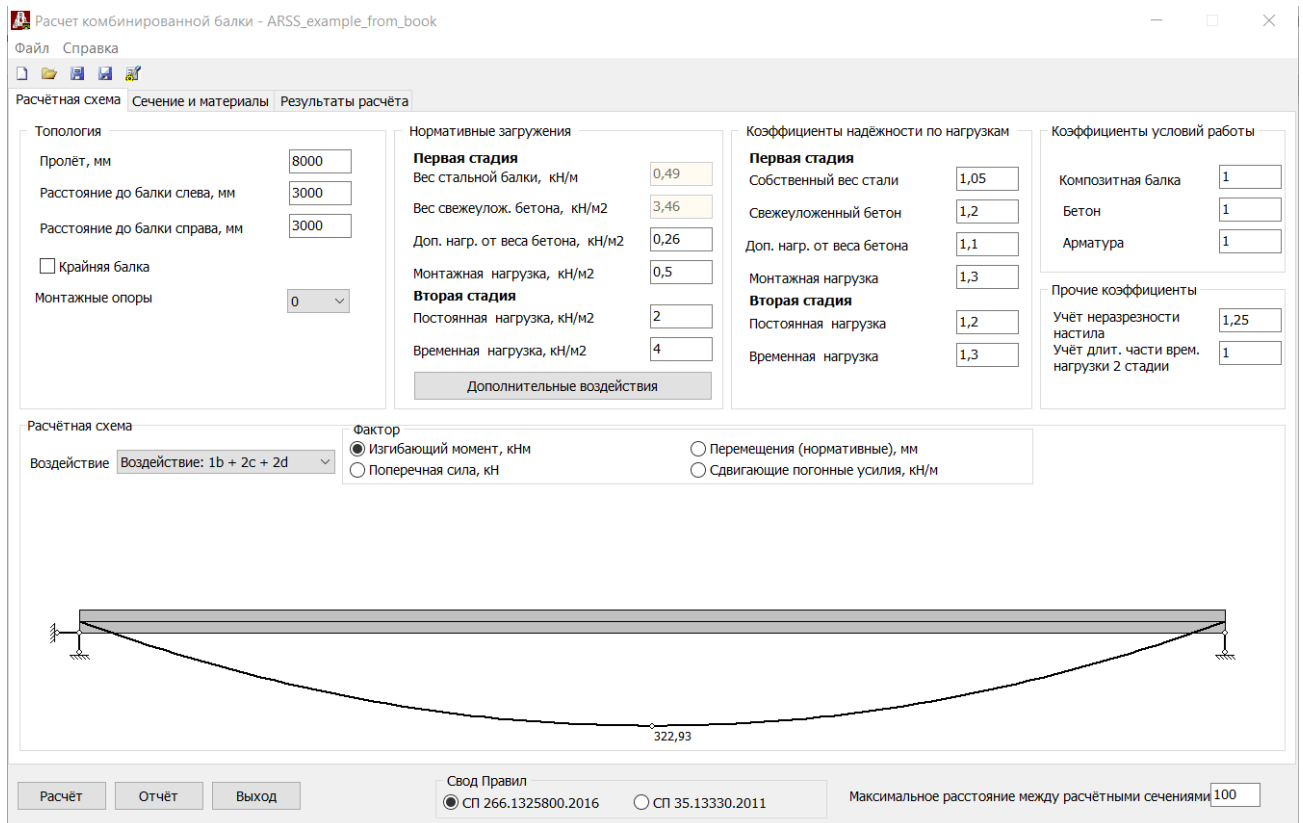 Расчет комбинированной балки - ARSS_example_from_book
Файл Справка
Расчётная схема Сечение и материалы Результаты расчёта
Топология
Пролёт, мм 8000
Расстояние до балки слева, мм 3000
Расстояние до балки справа, мм 3000
Крайняя балка
Монтажные опоры 0
Нормативные загружения
Первая стадия
Вес стальной балки, кН/м 0,49
Вес свежеулож. бетона, кН/м2 3,46
Доп. нагр. от веса бетона, кН/м2 0,26
Монтажная нагрузка, кН/м2 0,5
Вторая стадия
Постоянная нагрузка, кН/м2 2
Временная нагрузка, кН/м2 4
Дополнительные воздействия
Коэффициенты надёжности по нагрузкам
Первая стадия
Собственный вес стали 1,05
Свежеуложенный бетон 1,2
Доп. нагр. от веса бетона 1,1
Монтажная нагрузка 1,3
Вторая стадия
Постоянная нагрузка 1,2
Временная нагрузка 1,3
Коэффициенты условий работы
Композитная балка 1
Бетон 1
Арматура 1
Прочие коэффициенты
Учёт неразрезности
настила 1,25
Учёт длит. части врем.
нагрузки 2 стадии 1
Расчётная схема
Воздействие Воздействие: 1b + 2c + 2d
Фактор
Изгибающий момент, кНм
Поперечная сила, кН
Перемещения (нормативные), мм
Сдвигающие погонные усилия, кН/м
322,93
Расчёт Отчёт Выход
Свод Правил
СП 266.1325800.2016 СП 35.13330.2011
Максимальное расстояние между расчётными сечениями 100